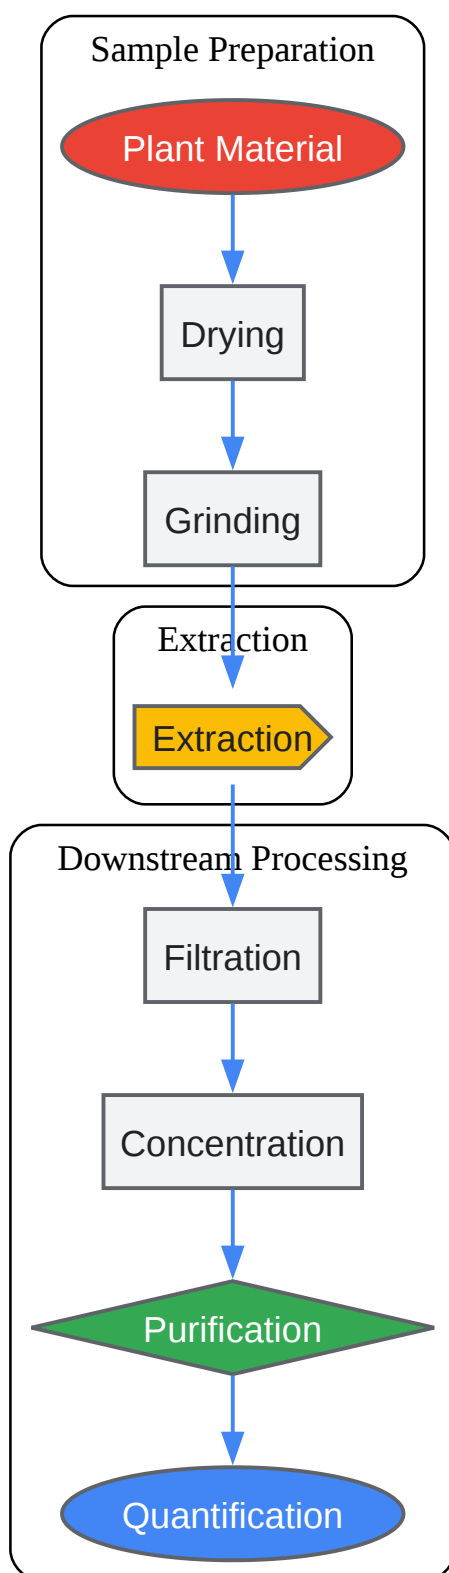 Sample Preparation
Plant Material
Drying
Grinding
Extraction
Extraction
Downstream Processing
Filtration
Concentration
Purification
Quantification